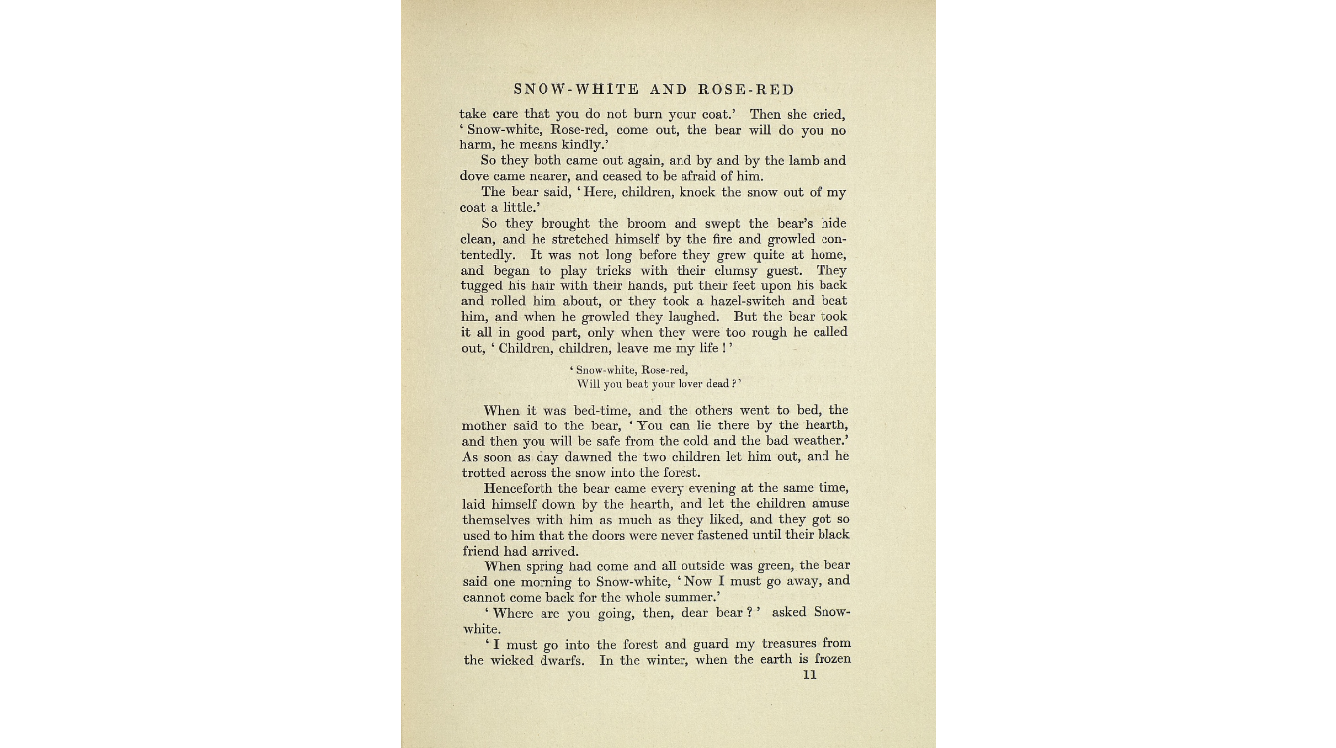 SNOW-WHITE AND ROSE-RED
take care that you do not burn your coat.’ Then she cried,
‘ Snow-white, Rose-red, come out, the bear will do you no
harm, he means kindly.’
So they both came out again, and by and by the lamb and
dove came nearer, and ceased to be afraid of him.
The bear said, ‘ Here, children, knock the snow out of my
coat a little.’
So they brought the broom and swept the bear’s hide
clean, and he stretched himself by the fire and growled con-
tentedly. It was not long before they grew quite at home,
and began to play tricks with their clumsy guest. They
tugged his hair with their hands, put their feet upon his back
and rolled him about, or they took a hazel-switch and beat
him, and when he growled they laughed. But the bear took
it all in good part, only when they were too rough he called
out, ‘ Children, children, leave me my life ! ’
‘ Snow-white, Rose-red,
Will you beat your lover dead ? ’
When it was bed-time, and the others went to bed, the
mother said to the bear, ‘ You can lie there by the hearth,
and then you will be safe from the cold and the bad weather.’
As soon as day dawned the two children let him out, and he
trotted across the snow into the forest.
Henceforth the bear came every evening at the same time,
laid himself down by the hearth, and let the children amuse
themselves with him as much as they liked, and they got so
used to him that the doors were never fastened until their black
friend had arrived.
When spring had come and all outside was green, the bear
said one morning to Snow-white, ‘ Now I must go away, and
cannot come back for the whole summer.’
‘ Where are you going, then, dear bear ? ’ asked Snow-
white.
‘ I must go into the forest and guard my treasures from
the wicked dwarfs. In the winter, when the earth is frozen
11